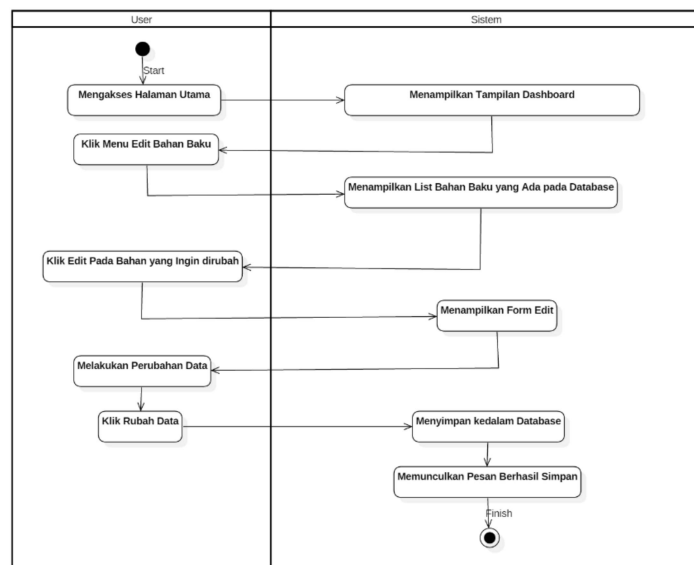 User
Sistem
Start
Mengakses Halaman Utama
Menampilkan Tampilan Dashboard
Klik Menu Edit Bahan Baku
Menampilkan List Bahan Baku yang Ada pada Database
Klik Edit Pada Bahan yang Ingin dirubah
Menampilkan Form Edit
Melakukan Perubahan Data
Klik Rubah Data
Menyimpan kedalam Database
Memunculkan Pesan Berhasil Simpan
Finish